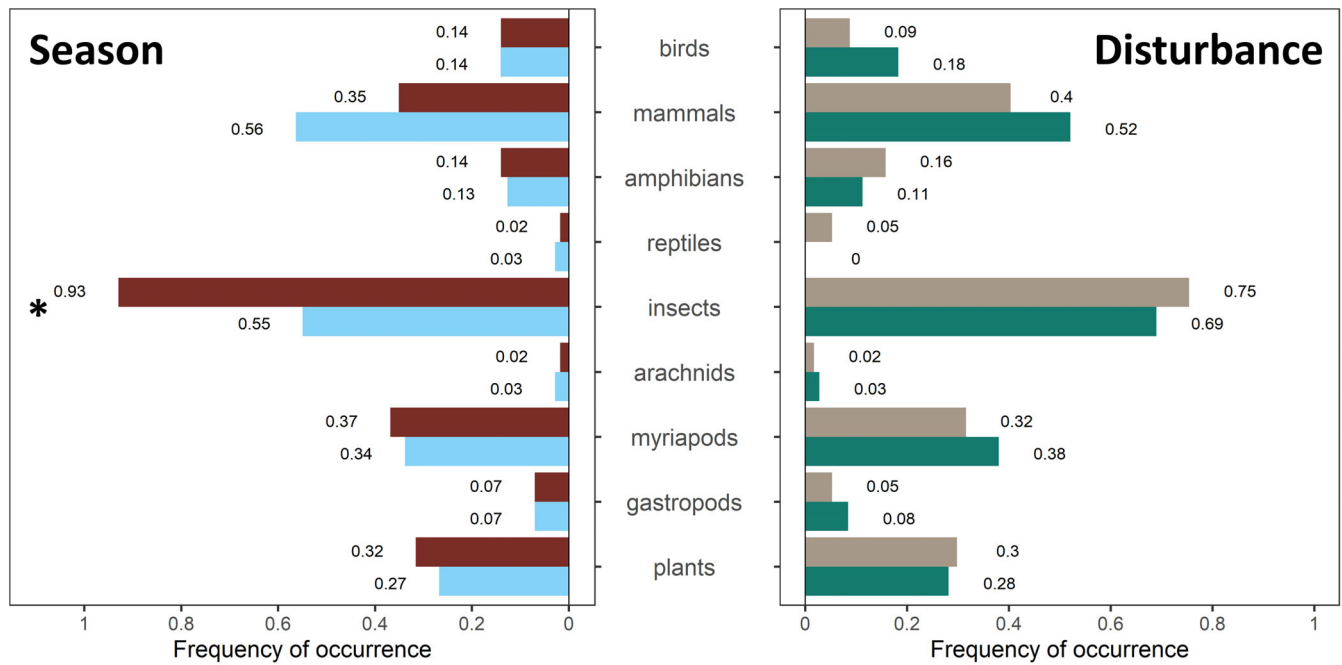 Season
Disturbance
0.14
birds
0.09
0.14
0.18
0.35
mammals
0.4
0.56
0.52
0.14
amphibians
0.16
0.13
0.11
0.02
reptiles
0.05
0.03
0
* 0.93
insects
0.75
0.55
0.69
0.02
arachnids
0.02
0.03
0.03
0.37
myriapods
0.32
0.34
0.38
0.07
gastropods
0.05
0.07
0.08
0.32
plants
0.3
0.27
0.28
1 0.8 0.6 0.4 0.2 0
0 0.2 0.4 0.6 0.8 1
Frequency of occurrence
Frequency of occurrence